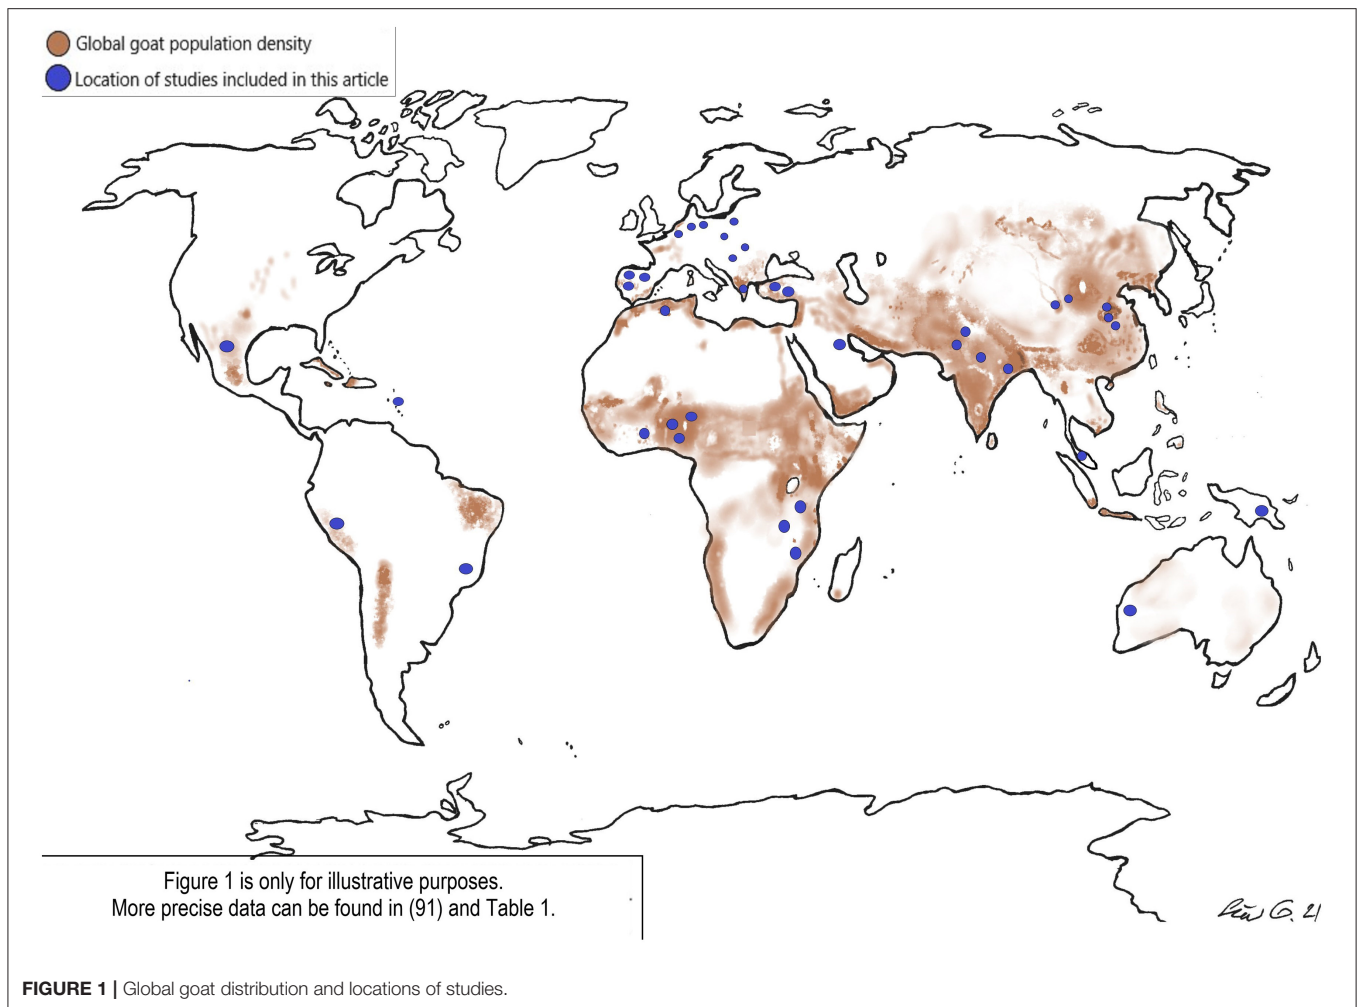 Global goat population density
Location of studies included in this article
Figure 1 is only for illustrative purposes.
More precise data can be found in (91) and Table 1.
FIGURE 1 | Global goat distribution and locations of studies.